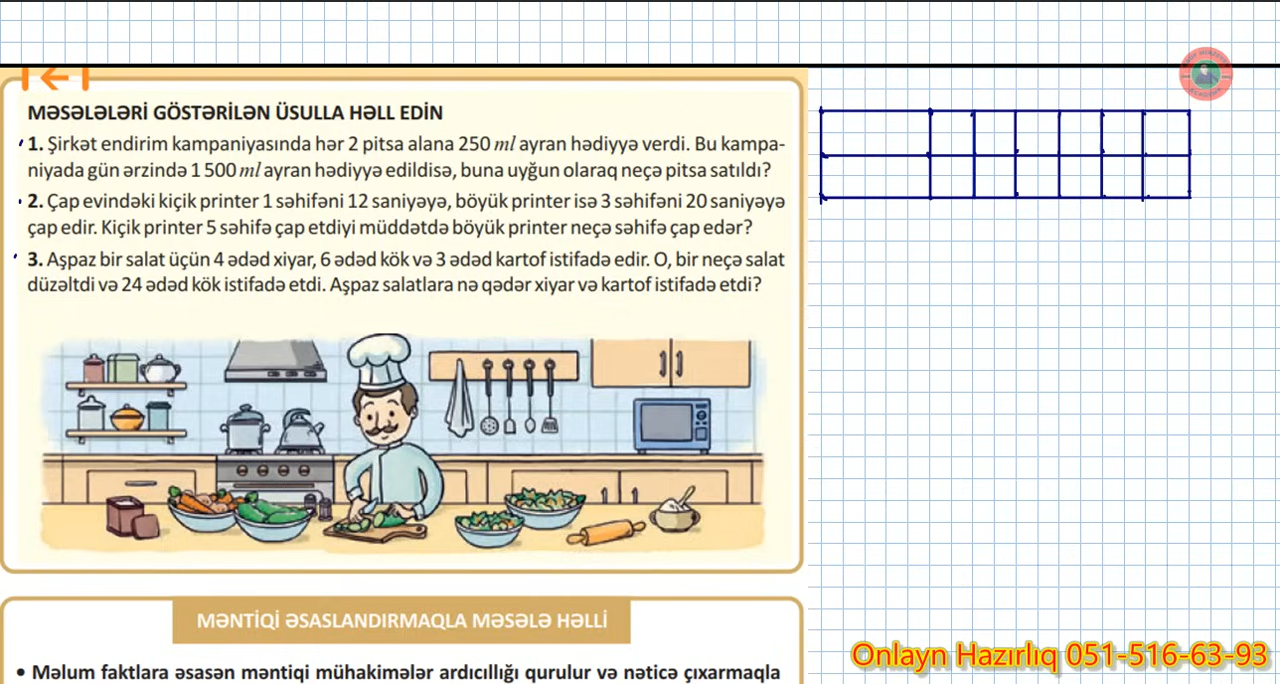 MƏSƏLƏLƏRİ GÖSTƏRİLƏN ÜSULLA HƏLL EDİN
1. Şirkət endirim kampaniyasında hər 2 pitsa alana 250 ml ayran hədiyyə verdi. Bu kampa-
niyada gün ərzində 1 500 ml ayran hədiyyə edildisə, buna uyğun olaraq neçə pitsa satıldı?
2. Çap evindəki kiçik printer 1 səhifəni 12 saniyəyə, böyük printer isə 3 səhifəni 20 saniyəyə
çap edir. Kiçik printer 5 səhifə çap etdiyi müddətdə böyük printer neçə səhifə çap edər?
3. Aşpaz bir salat üçün 4 ədəd xiyar, 6 ədəd kök və 3 ədəd kartof istifadə edir. O, bir neçə salat
düzəltdi və 24 ədəd kök istifadə etdi. Aşpaz salatlara nə qədər xiyar və kartof istifadə etdi?
MƏNTİQİ ƏSASLANDIRMAQLA MƏSƏLƏ HƏLLİ
• Məlum faktlara əsasən məntiqi mühakimələr ardıcıllığı qurulur və nəticə çıxarmaqla
Onlayn Hazırlıq 051-516-63-93